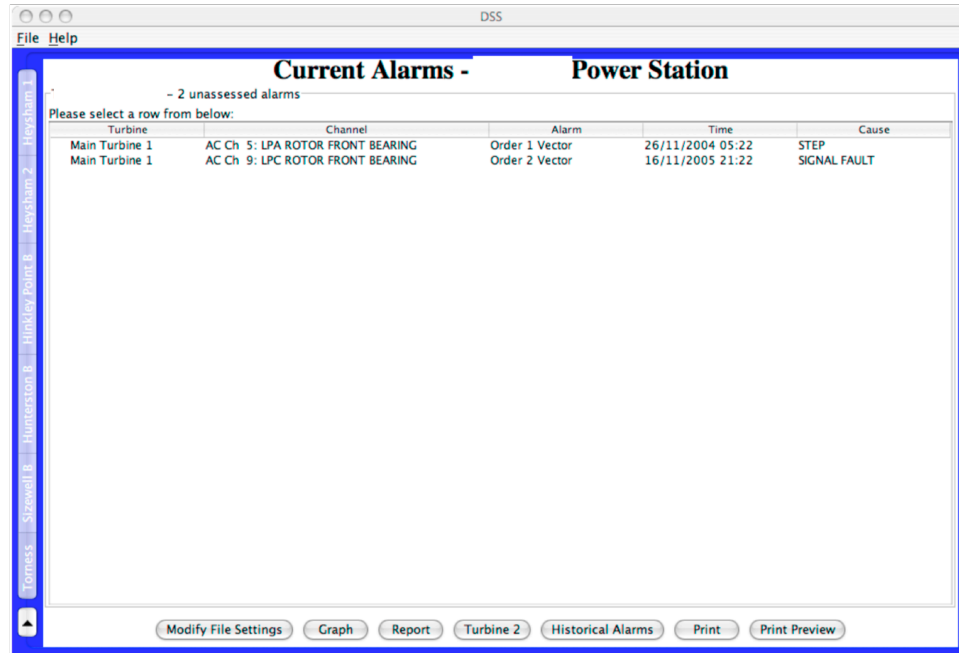 DSS
File Help
Current Alarms - Power Station
- 2 unassessed alarms
Please select a row from below:
Turbine Channel Alarm Time Cause
Main Turbine 1 AC Ch 5: LPA ROTOR FRONT BEARING Order 1 Vector 26/11/2004 05:22 STEP
Main Turbine 1 AC Ch 9: LPC ROTOR FRONT BEARING Order 2 Vector 16/11/2005 21:22 SIGNAL FAULT
Heysham 1
Heysham 2
Hinkley Point B
Hunterston B
Sizewell B
Torness
Modify File Settings Graph Report Turbine 2 Historical Alarms Print Print Preview